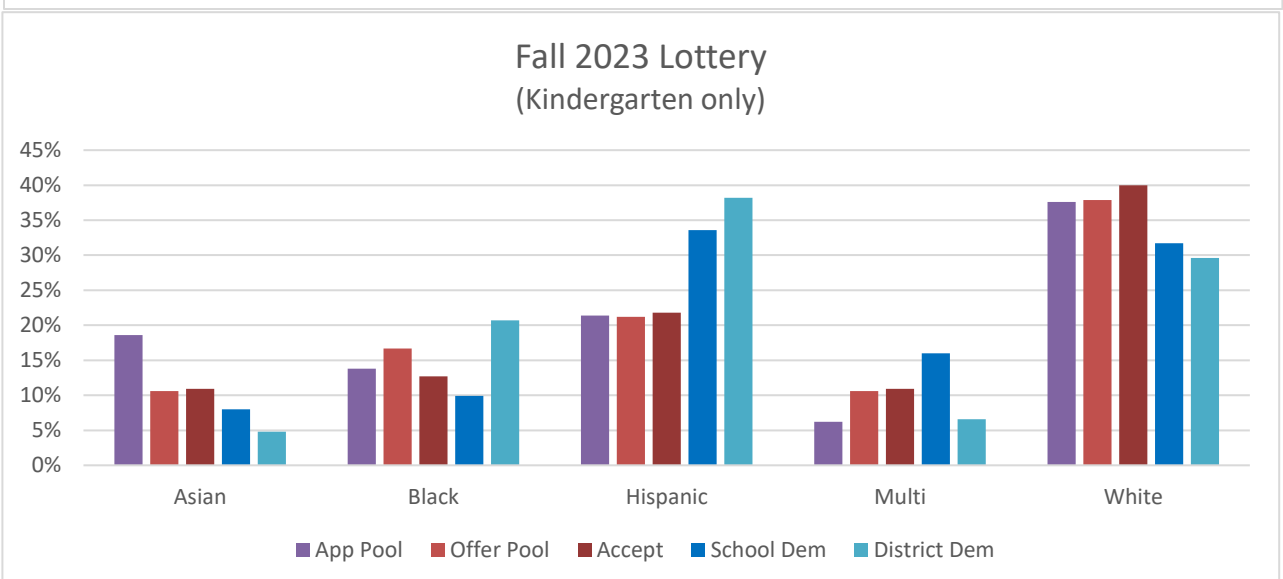 Fall 2023 Lottery
(Kindergarten only)
45%
40%
35%
30%
25%
20%
15%
10%
5%
0%
Asian Black Hispanic Multi White
App Pool Offer Pool Accept School Dem District Dem